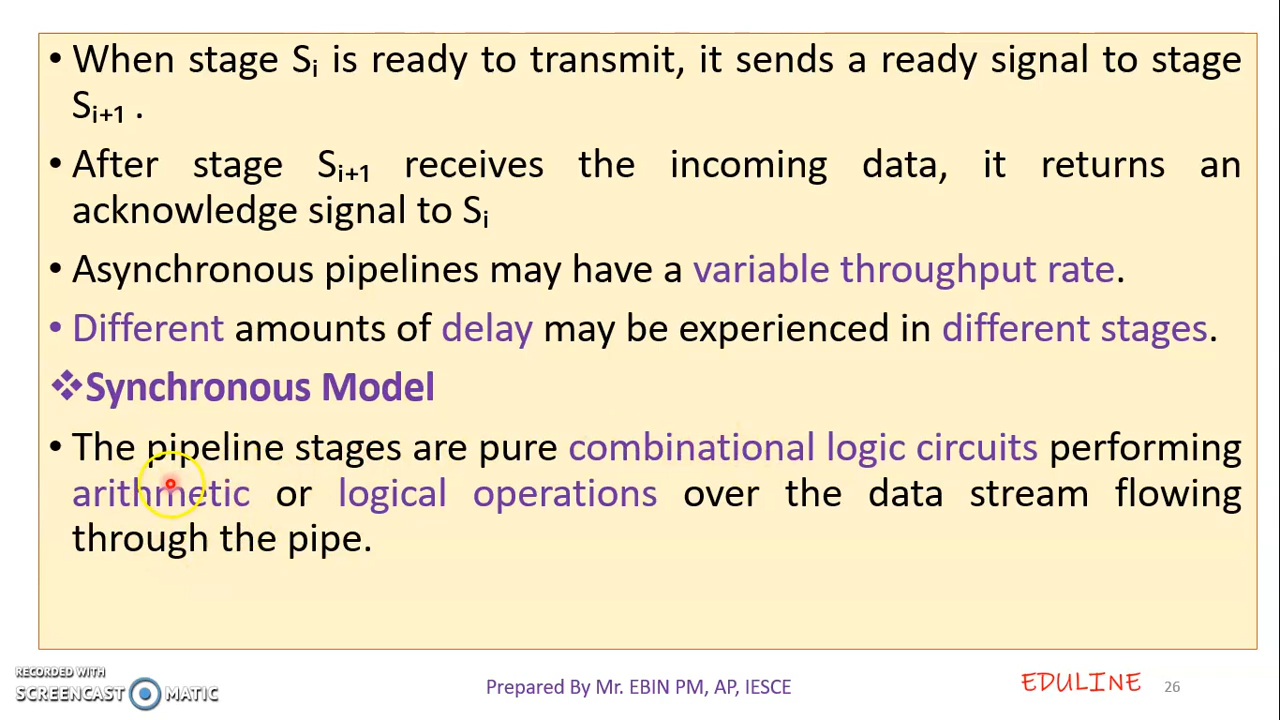 • When stage Sᵢ is ready to transmit, it sends a ready signal to stage
Sᵢ₊₁ .
• After stage Sᵢ₊₁ receives the incoming data, it returns an
acknowledge signal to Sᵢ
• Asynchronous pipelines may have a variable throughput rate.
• Different amounts of delay may be experienced in different stages.
❖Synchronous Model
• The pipeline stages are pure combinational logic circuits performing
arithmetic or logical operations over the data stream flowing
through the pipe.
RECORDED WITH
SCREENCAST MATIC
Prepared By Mr. EBIN PM, AP, IESCE
EDULINE
26